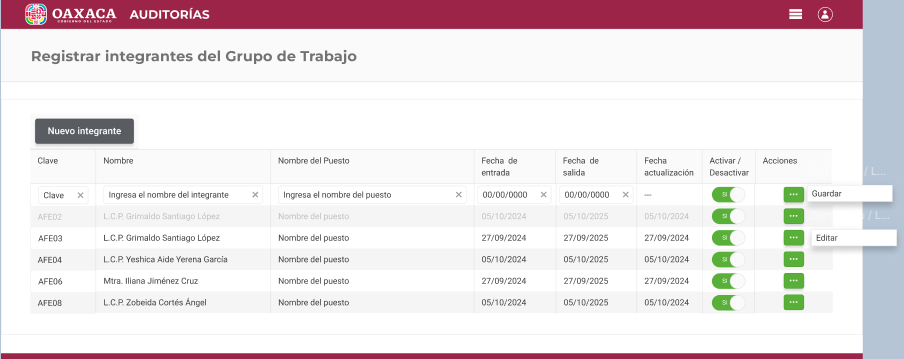 OAXACA AUDITORÍAS
GOBIERNO DEL ESTADO
Registrar integrantes del Grupo de Trabajo
Nuevo integrante
Clave Nombre Nombre del Puesto Fecha de entrada Fecha de salida Fecha actualización Activar / Desactivar Acciones
/ L...
Clave × Ingresa el nombre del integrante × Ingresa el nombre del puesto × 00/00/0000 × 00/00/0000 × — SI ... Guardar
AFE02 L.C.P. Grimaldo Santiago López Nombre del puesto 05/10/2024 05/10/2025 05/10/2024 SI ... / L...
AFE03 L.C.P. Grimaldo Santiago López Nombre del puesto 27/09/2024 27/09/2025 27/09/2024 SI ... Editar
AFE04 L.C.P. Yeshica Aide Yerena García Nombre del puesto 05/10/2024 05/10/2025 05/10/2024 SI ...
AFE06 Mtra. Iliana Jiménez Cruz Nombre del puesto 27/09/2024 27/09/2025 27/09/2024 SI ...
AFE08 L.C.P. Zobeida Cortés Ángel Nombre del puesto 05/10/2024 05/10/2025 05/10/2024 SI ...